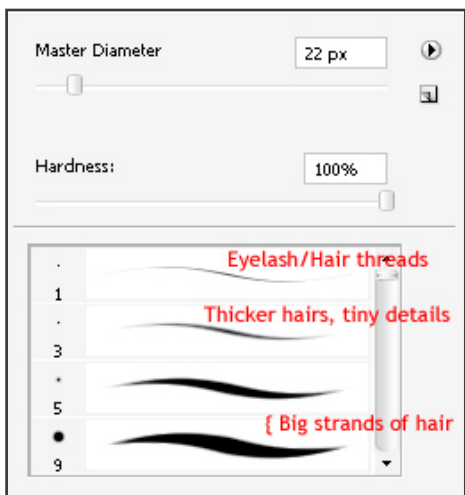 Master Diameter 22 px
Hardness: 100%
Eyelash/Hair threads
1
Thicker hairs, tiny details
3
5
{ Big strands of hair
9